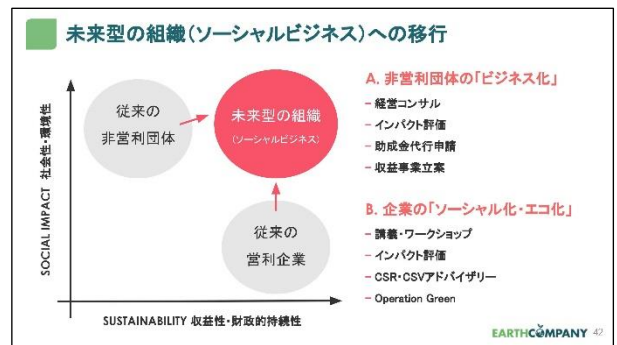 未来型の組織(ソーシャルビジネス)への移行
SOCIAL IMPACT 社会性・環境性
従来の
非営利団体
未来型の組織
(ソーシャルビジネス)
従来の
営利企業
SUSTAINABILITY 収益性・財政的持続性
A. 非営利団体の「ビジネス化」
- 経営コンサル
- インパクト評価
- 助成金代行申請
- 収益事業立案
B. 企業の「ソーシャル化・エコ化」
- 講義・ワークショップ
- インパクト評価
- CSR・CSVアドバイザリー
- Operation Green
EARTHCOMPANY 42